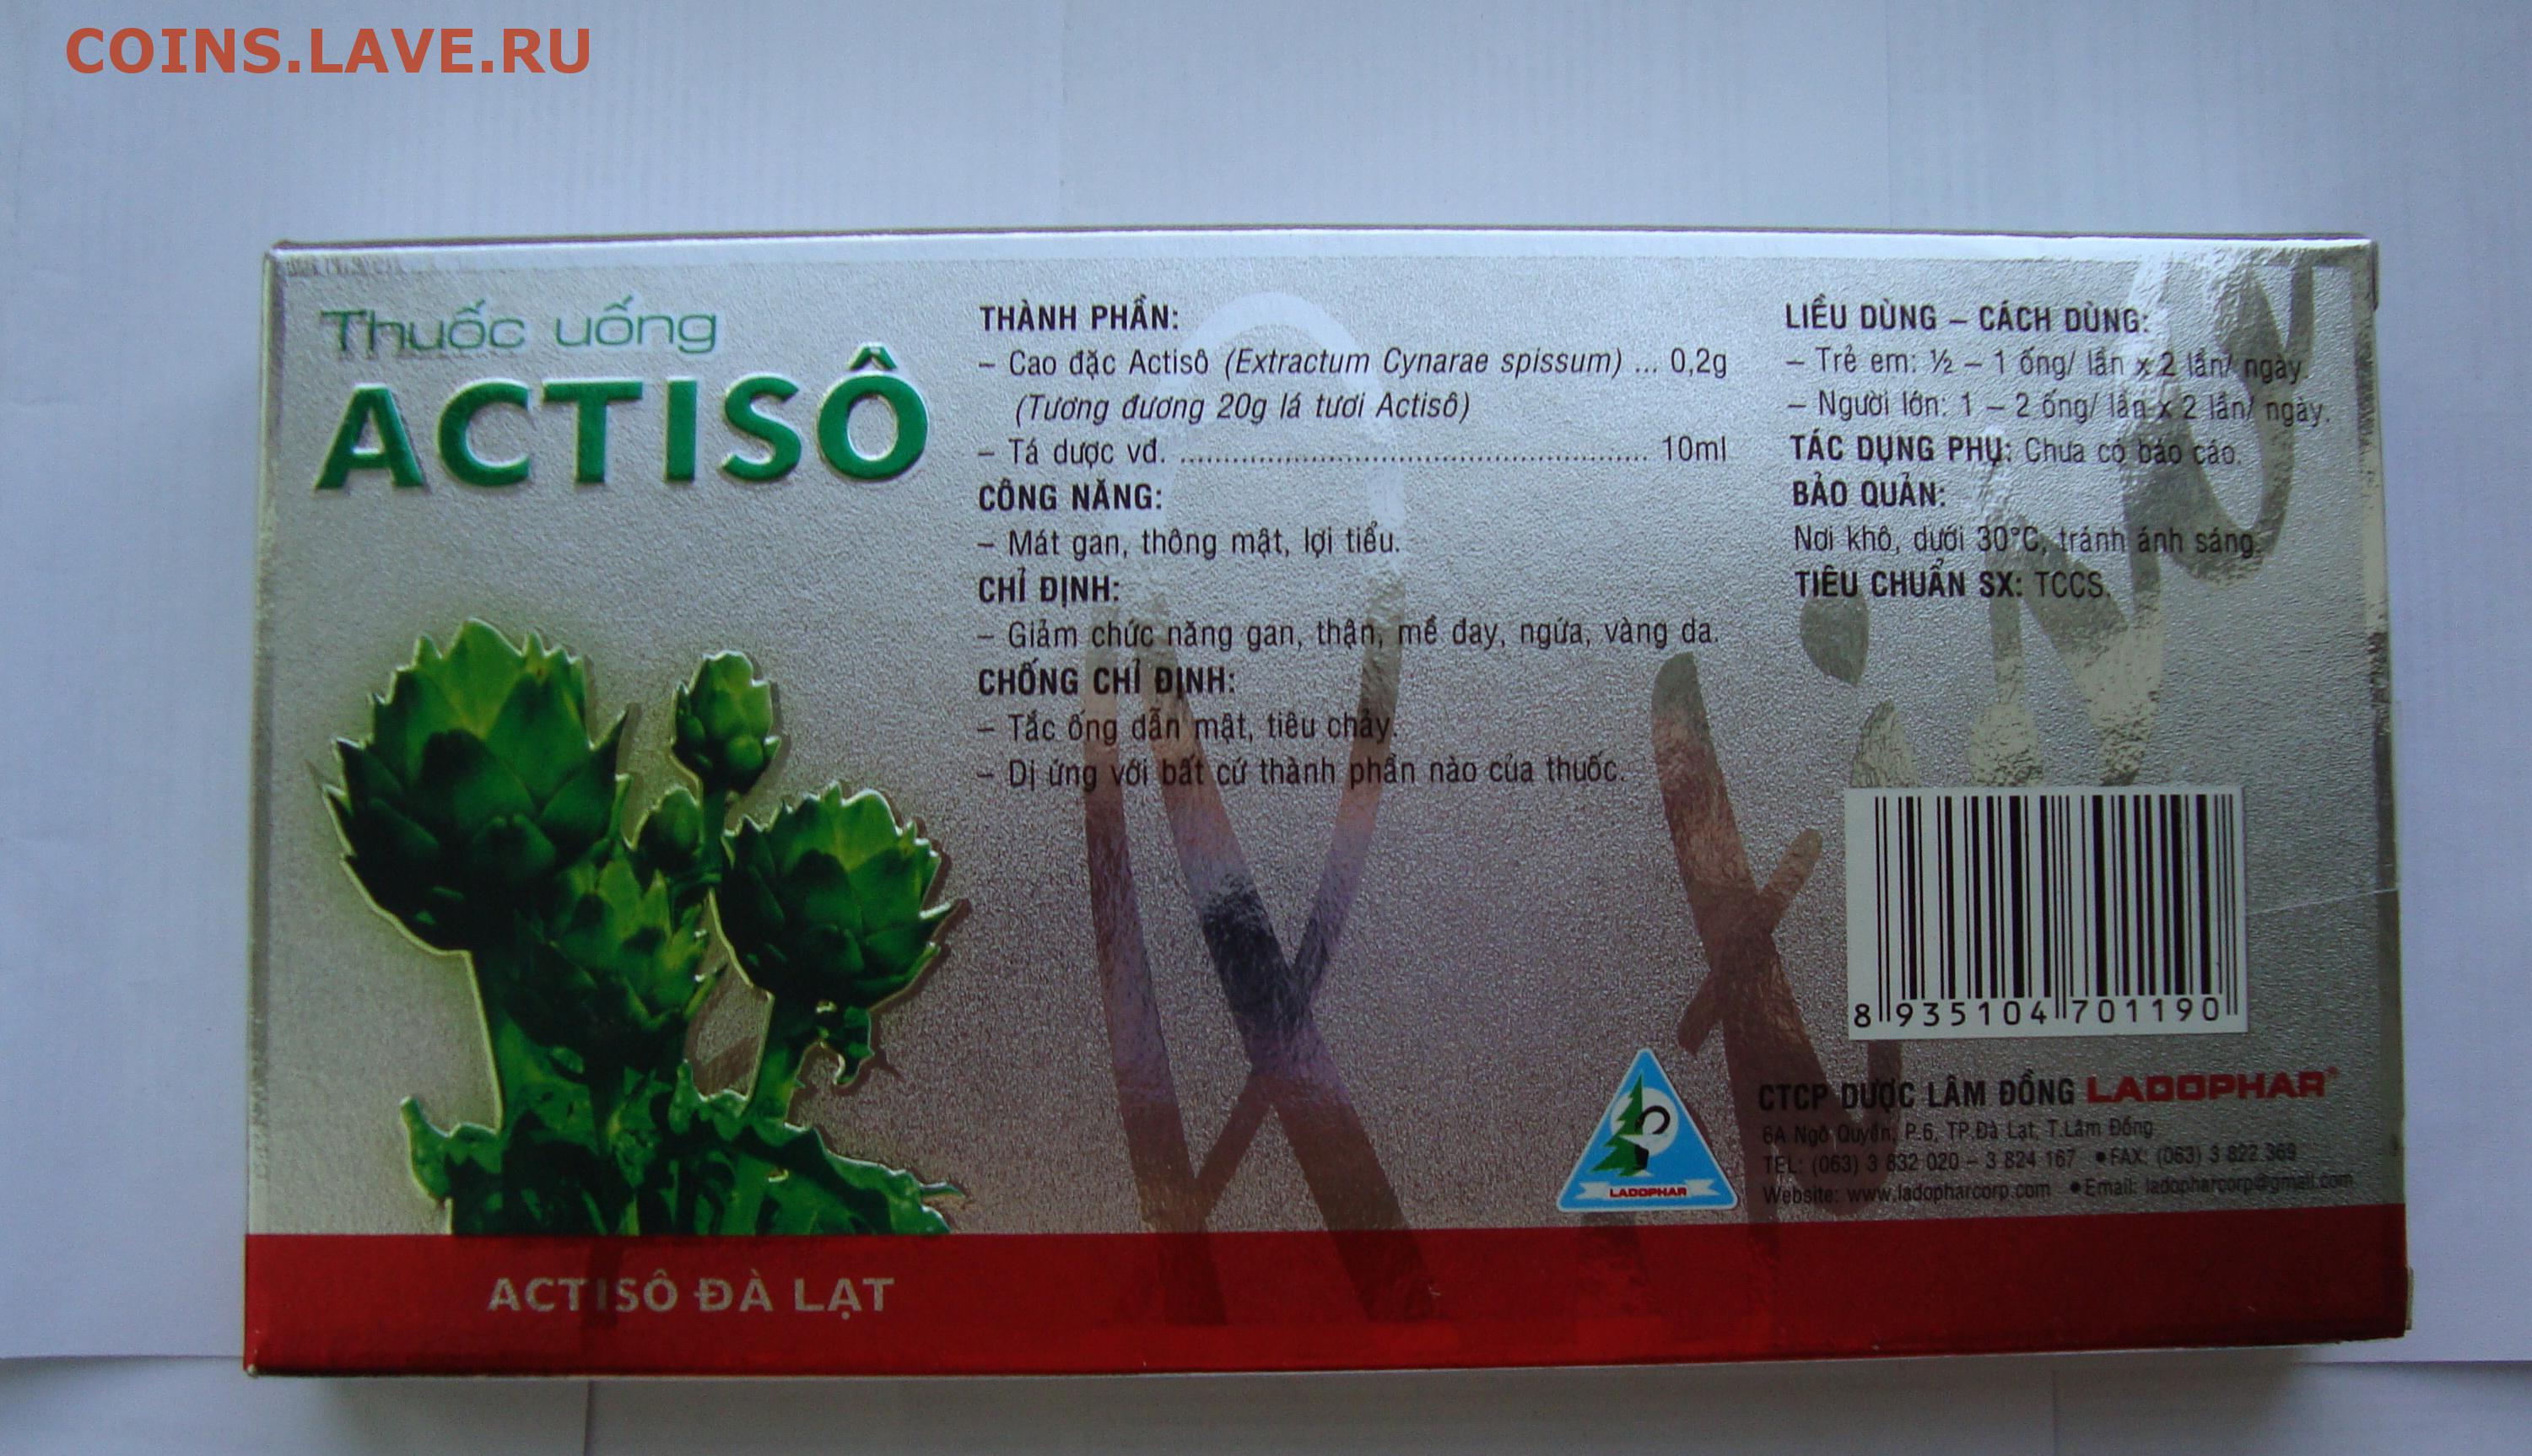 COINS.LAVE.RU
Thuốc uống
ACTISÔ
THÀNH PHẦN:
– Cao đặc Actisô (Extractum Cynarae spissum) ... 0,2g
(Tương đương 20g lá tươi Actisô)
– Tá dược vđ. ...................................................... 10ml
CÔNG NĂNG:
– Mát gan, thông mật, lợi tiểu.
CHỈ ĐỊNH:
– Giảm chức năng gan, thận, mề đay, ngứa, vàng da.
CHỐNG CHỈ ĐỊNH:
– Tắc ống dẫn mật, tiêu chảy.
– Dị ứng với bất cứ thành phần nào của thuốc.
LIỀU DÙNG – CÁCH DÙNG:
– Trẻ em: ½ – 1 ống/ lần x 2 lần/ ngày.
– Người lớn: 1 – 2 ống/ lần x 2 lần/ ngày.
TÁC DỤNG PHỤ: Chưa có báo cáo.
BẢO QUẢN:
Nơi khô, dưới 30°C, tránh ánh sáng.
TIÊU CHUẨN SX: TCCS.
8 935104 701190
LADOPHAR
CTCP DƯỢC LÂM ĐỒNG LADOPHAR®
6A Ngô Quyền, P.6, TP.Đà Lạt, T.Lâm Đồng
TEL: (063) 3 832 020 – 3 824 167 • FAX: (063) 3 822 369
Website: www.ladopharcorp.com • Email: ladopharcorp@gmail.com
ACTISÔ ĐÀ LẠT